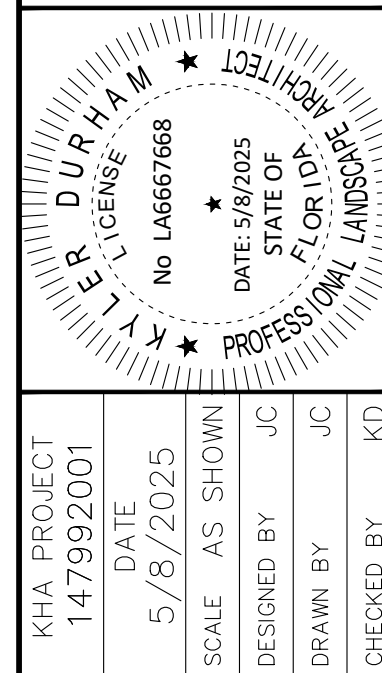 KYLER DURHAM
LICENSE
No LA6667668
DATE: 5/8/2025
STATE OF
FLORIDA
PROFESSIONAL LANDSCAPE ARCHITECT
KHA PROJECT
147992001
DATE
5/8/2025
SCALE AS SHOWN
DESIGNED BY JC
DRAWN BY JC
CHECKED BY KD